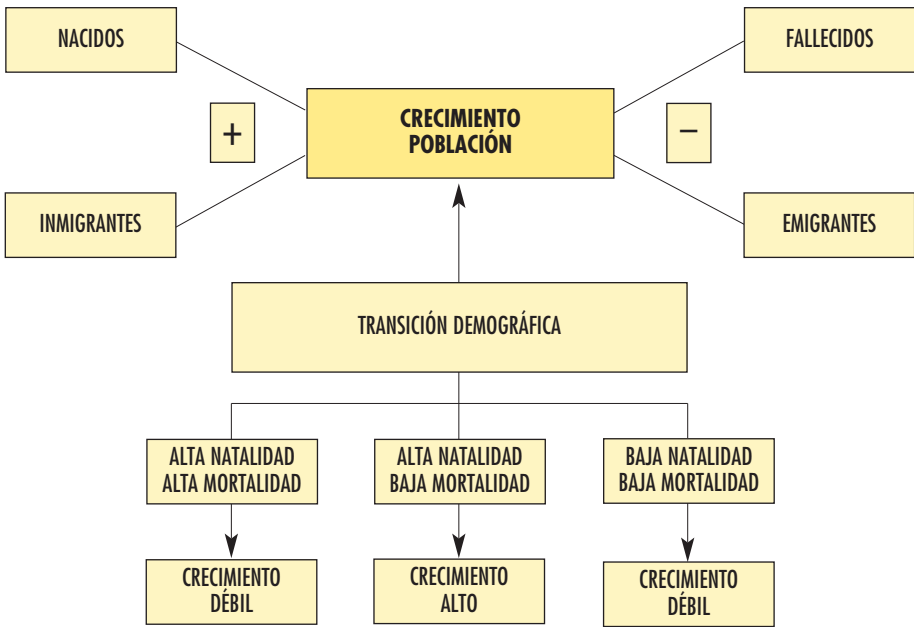 NACIDOS
FALLECIDOS
CRECIMIENTO
POBLACIÓN
+
−
INMIGRANTES
EMIGRANTES
TRANSICIÓN DEMOGRÁFICA
ALTA NATALIDAD
ALTA MORTALIDAD
ALTA NATALIDAD
BAJA MORTALIDAD
BAJA NATALIDAD
BAJA MORTALIDAD
CRECIMIENTO
DÉBIL
CRECIMIENTO
ALTO
CRECIMIENTO
DÉBIL